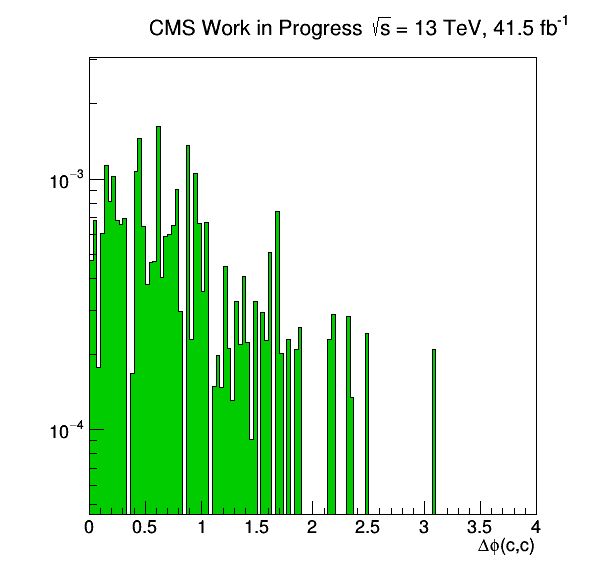 CMS Work in Progress √s = 13 TeV, 41.5 fb⁻¹
10⁻³
10⁻⁴
0 0.5 1 1.5 2 2.5 3 3.5 4
Δϕ(c,c)